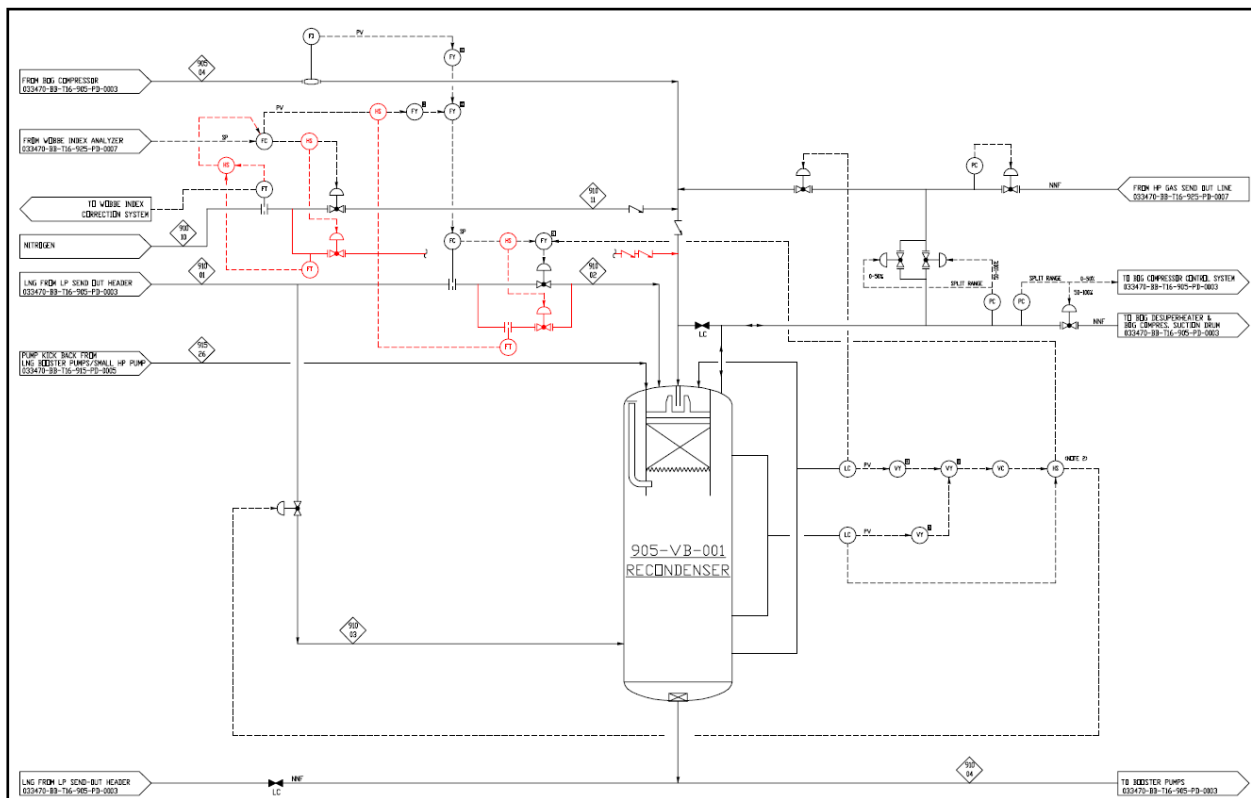 FROM BOG COMPRESSOR
033470-BB-T16-905-PD-0003
905
04
FI
PV
FY
FROM WOBBE INDEX ANALYZER
033470-BB-T16-925-PD-0007
SP
FC
PV
HS
HS
FY
FY
HS
FT
TO WOBBE INDEX
CORRECTION SYSTEM
NITROGEN
910
10
910
11
FT
LNG FROM LP SEND OUT HEADER
033470-BB-T16-905-PD-0003
910
01
FC
SP
HS
FY
910
02
FT
PUMP KICK BACK FROM
LNG BOOSTER PUMPS/SMALL HP PUMP
033470-BB-T16-905-PD-0005
915
26
PC
NNF
FROM HP GAS SEND OUT LINE
033470-BB-T16-925-PD-0007
0-50%
50-100%
SPLIT RANGE
PC
PC
SPLIT RANGE
0-50%
50-100%
TO BOG COMPRESSOR CONTROL SYSTEM
033470-BB-T16-905-PD-0003
NNF
TO BOG DESUPERHEATER &
BOG COMPRES. SUCTION DRUM
033470-BB-T16-905-PD-0003
LC
LC
PV
VY
VY
VC
HS
(NOTE 2)
LC
PV
VY
905-VB-001
RECONDENSER
910
03
LNG FROM LP SEND-OUT HEADER
033470-BB-T16-905-PD-0003
NNF
LC
910
04
TO BOOSTER PUMPS
033470-BB-T16-905-PD-0003